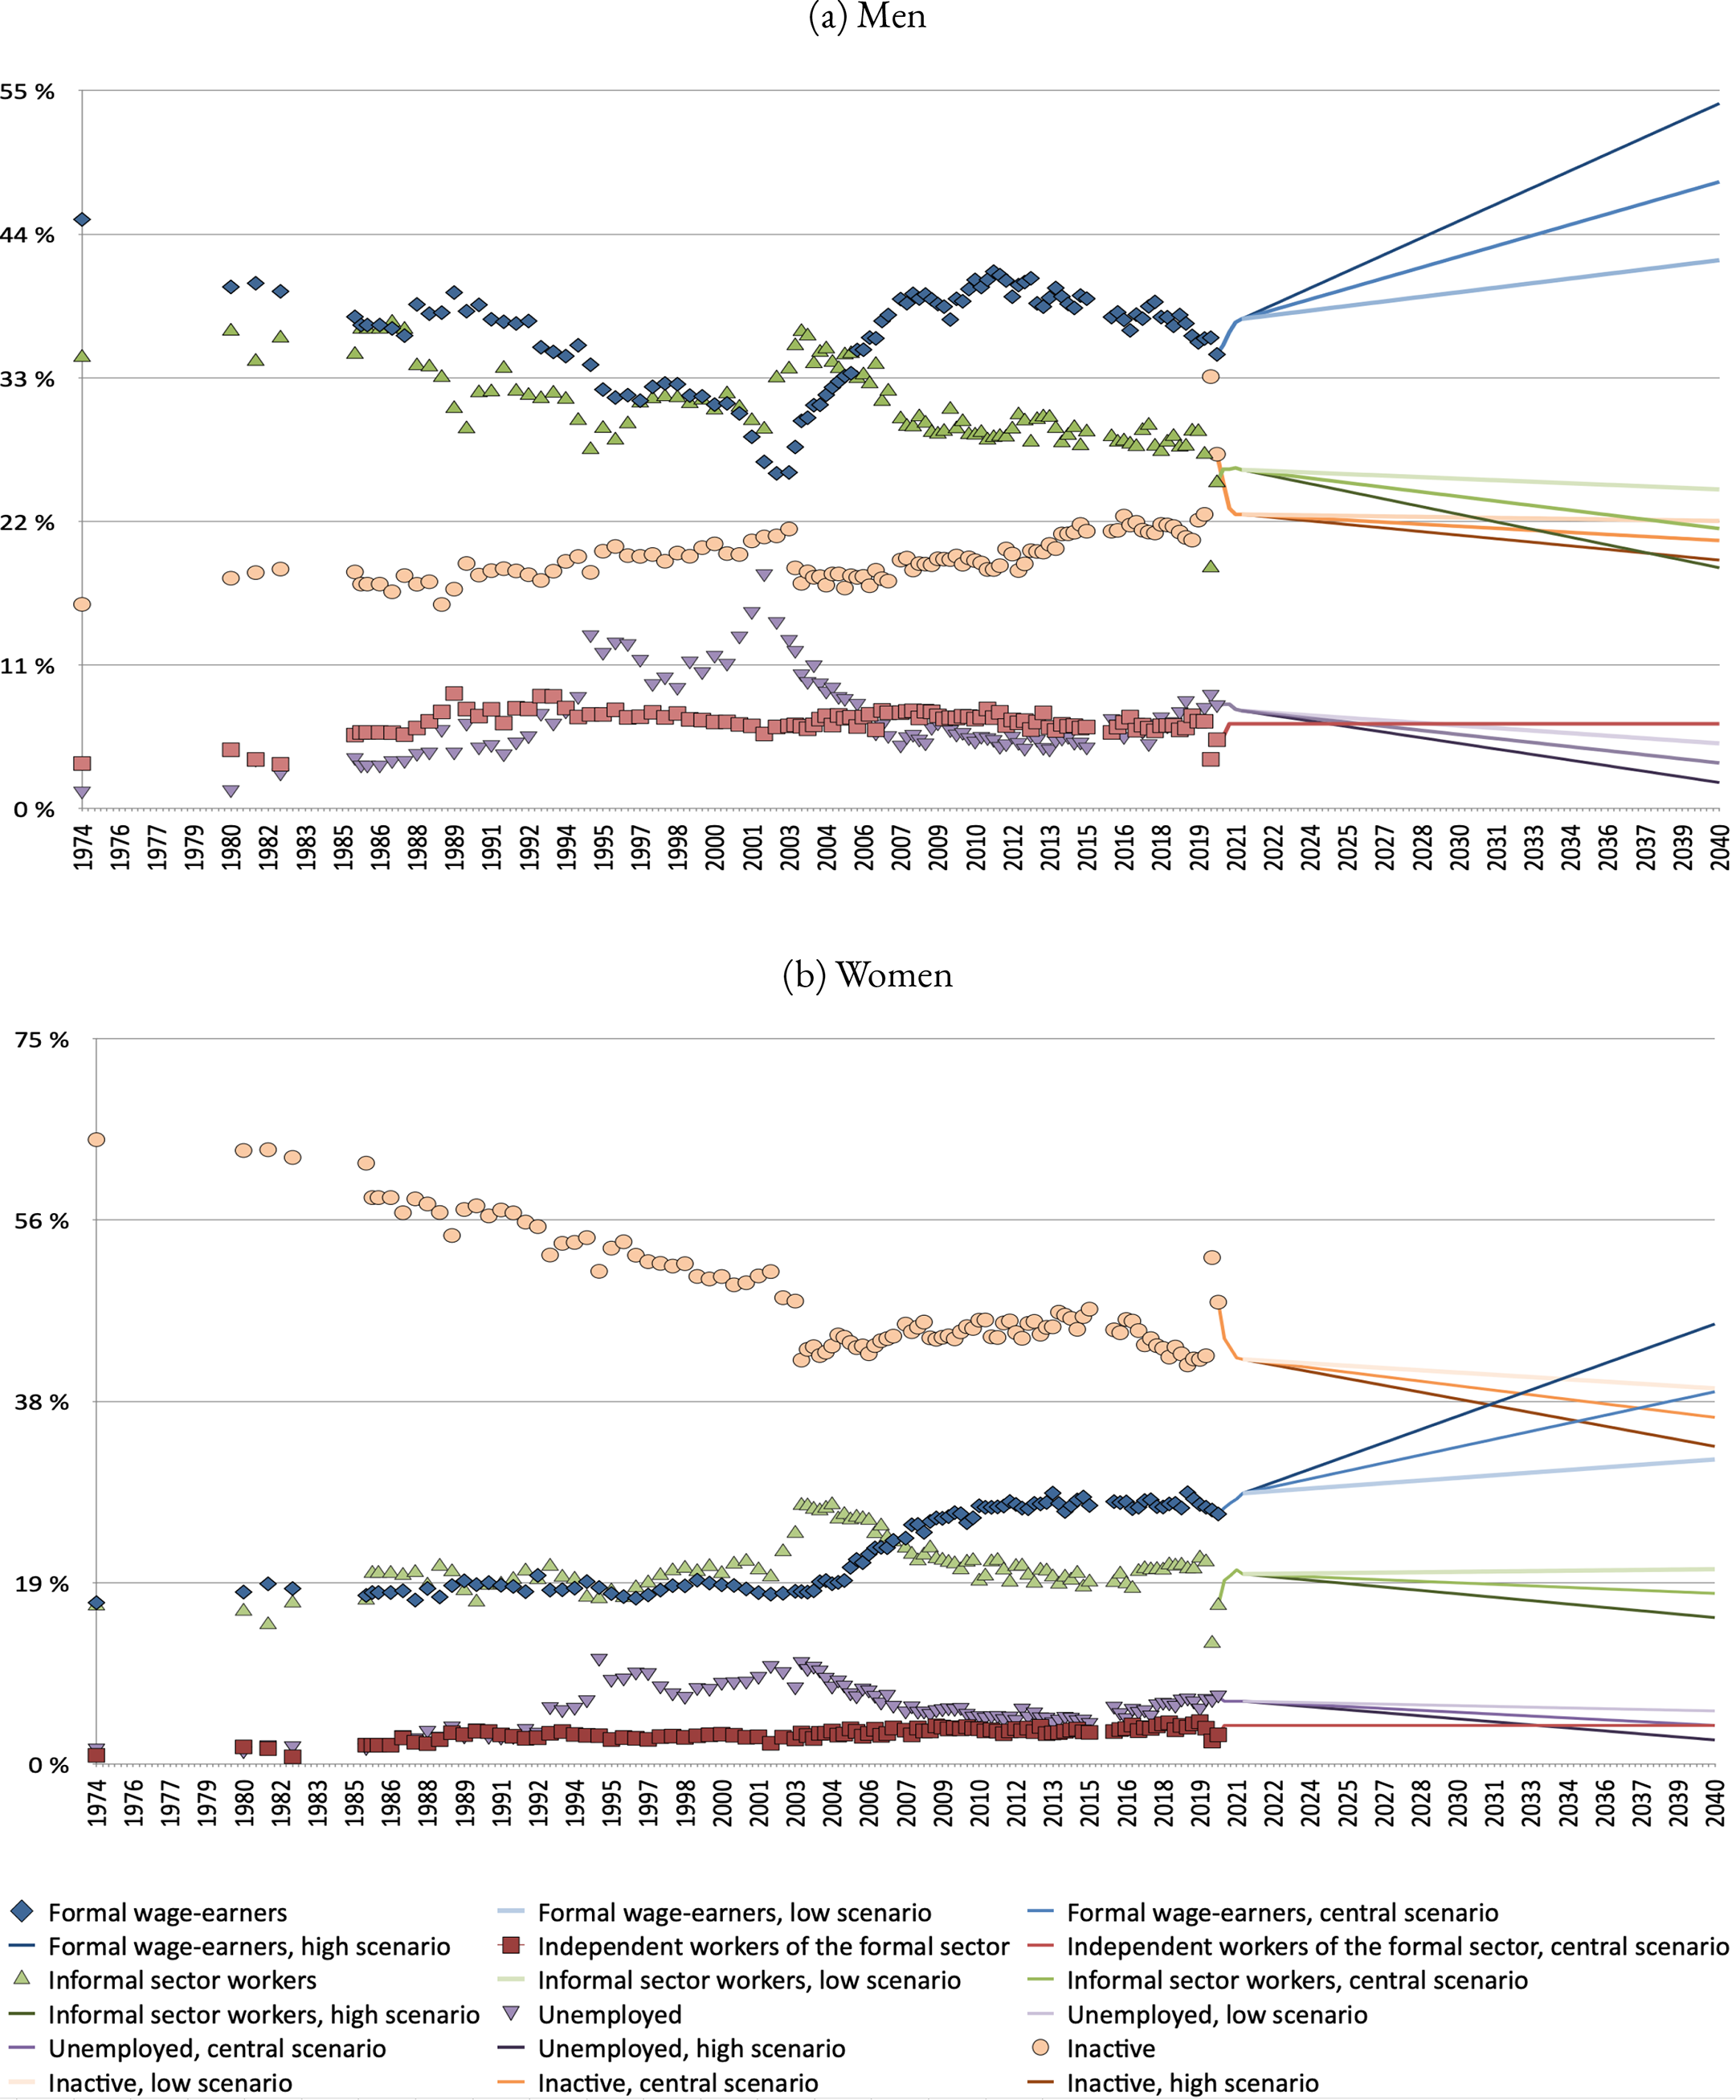 (a) Men
55 %
44 %
33 %
22 %
11 %
0 %
1974 1976 1977 1979 1980 1982 1983 1985 1986 1988 1989 1991 1992 1994 1995 1997 1998 2000 2001 2003 2004 2006 2007 2009 2010 2012 2013 2015 2016 2018 2019 2021 2022 2024 2025 2027 2028 2030 2031 2033 2034 2036 2037 2039 2040
(b) Women
75 %
56 %
38 %
19 %
0 %
1974 1976 1977 1979 1980 1982 1983 1985 1986 1988 1989 1991 1992 1994 1995 1997 1998 2000 2001 2003 2004 2006 2007 2009 2010 2012 2013 2015 2016 2018 2019 2021 2022 2024 2025 2027 2028 2030 2031 2033 2034 2036 2037 2039 2040
Formal wage-earners Formal wage-earners, low scenario Formal wage-earners, central scenario
Formal wage-earners, high scenario Independent workers of the formal sector Independent workers of the formal sector, central scenario
Informal sector workers Informal sector workers, low scenario Informal sector workers, central scenario
Informal sector workers, high scenario Unemployed Unemployed, low scenario
Unemployed, central scenario Unemployed, high scenario Inactive
Inactive, low scenario Inactive, central scenario Inactive, high scenario